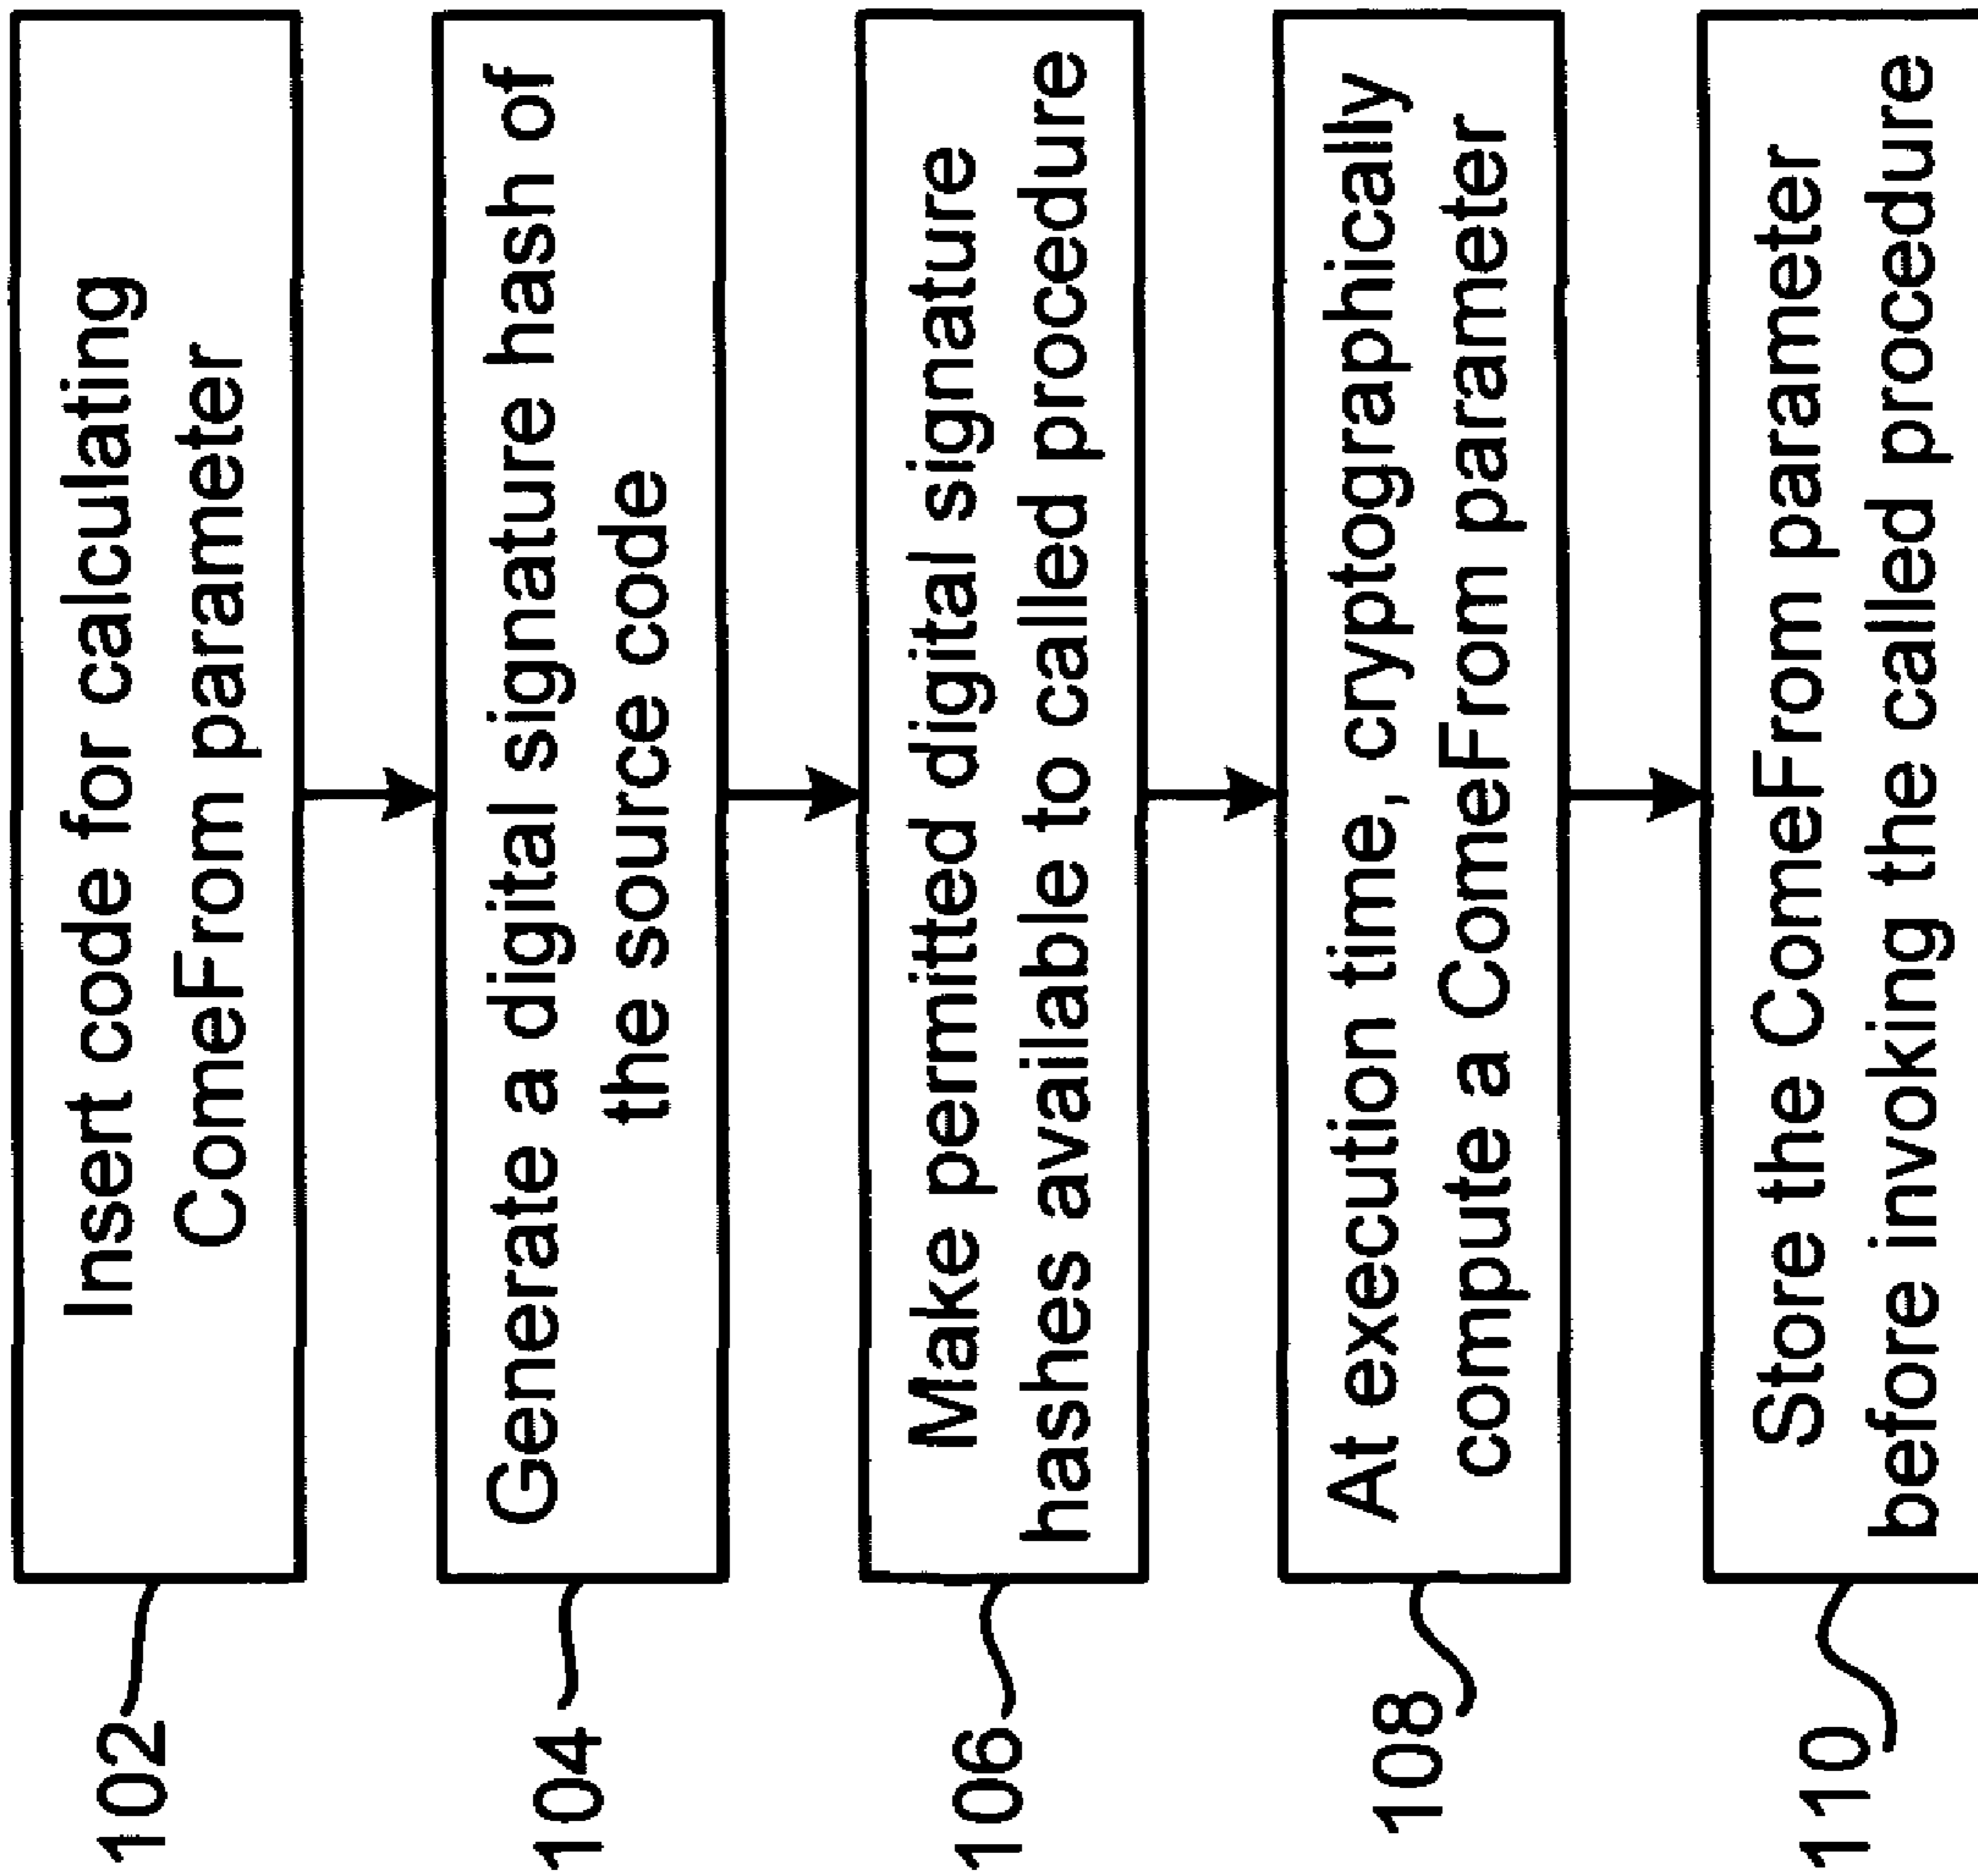 102
Insert code for calculating
ComeFrom parameter
104
Generate a digital signature hash of
the source code
106
Make permitted digital signature
hashes available to called procedure
108
At execution time, cryptographically
compute a ComeFrom parameter
110
Store the ComeFrom parameter
before invoking the called procedure